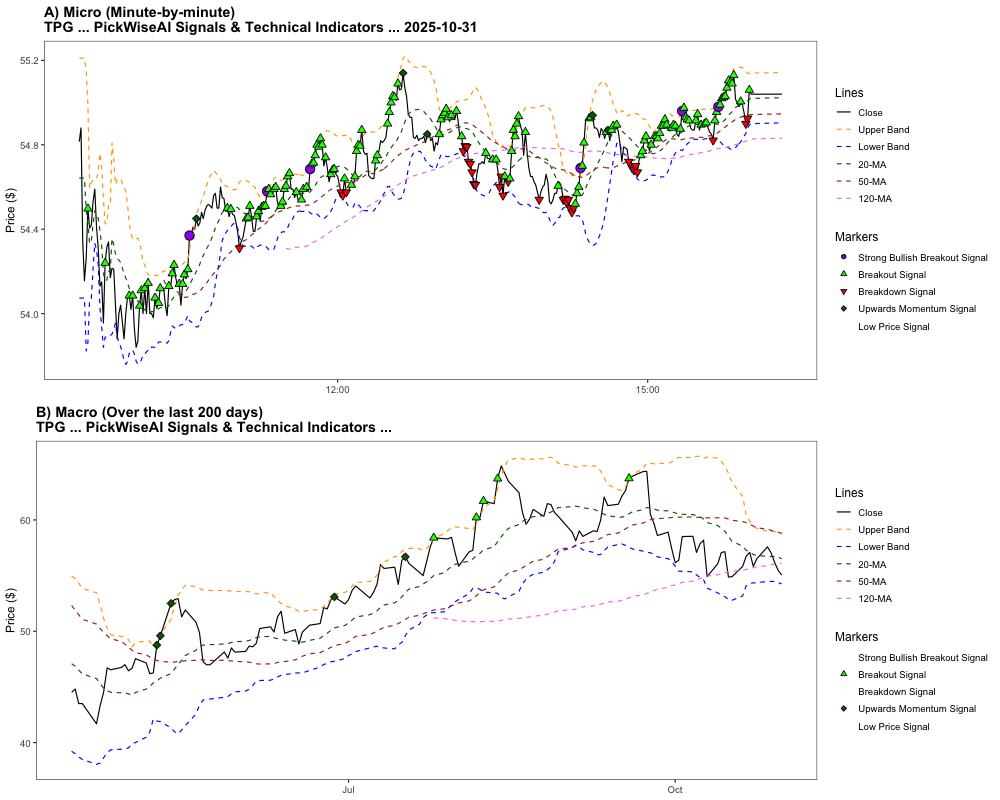 A) Micro (Minute-by-minute)
TPG ... PickWiseAI Signals & Technical Indicators ... 2025-10-31
55.2
54.8
54.4
54.0
Price ($)
12:00
15:00
Lines
Close
Upper Band
Lower Band
20-MA
50-MA
120-MA
Markers
Strong Bullish Breakout Signal
Breakout Signal
Breakdown Signal
Upwards Momentum Signal
Low Price Signal
B) Macro (Over the last 200 days)
TPG ... PickWiseAI Signals & Technical Indicators ...
60
50
40
Price ($)
Jul
Oct
Lines
Close
Upper Band
Lower Band
20-MA
50-MA
120-MA
Markers
Strong Bullish Breakout Signal
Breakout Signal
Breakdown Signal
Upwards Momentum Signal
Low Price Signal